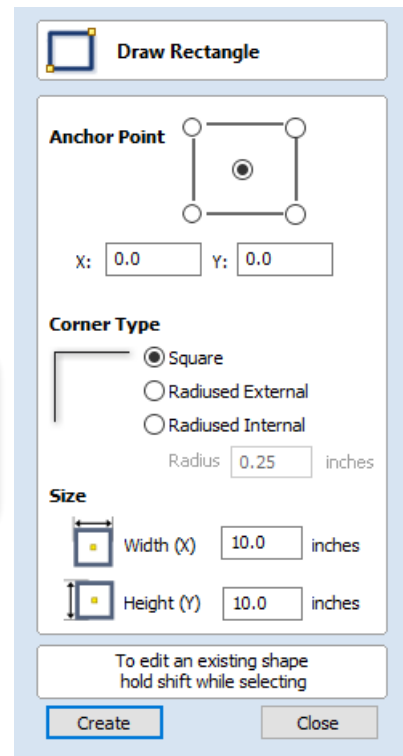 Draw Rectangle
Anchor Point
X: 0.0 Y: 0.0
Corner Type
Square
Radiused External
Radiused Internal
Radius 0.25 inches
Size
Width (X) 10.0 inches
Height (Y) 10.0 inches
To edit an existing shape
hold shift while selecting
Create Close